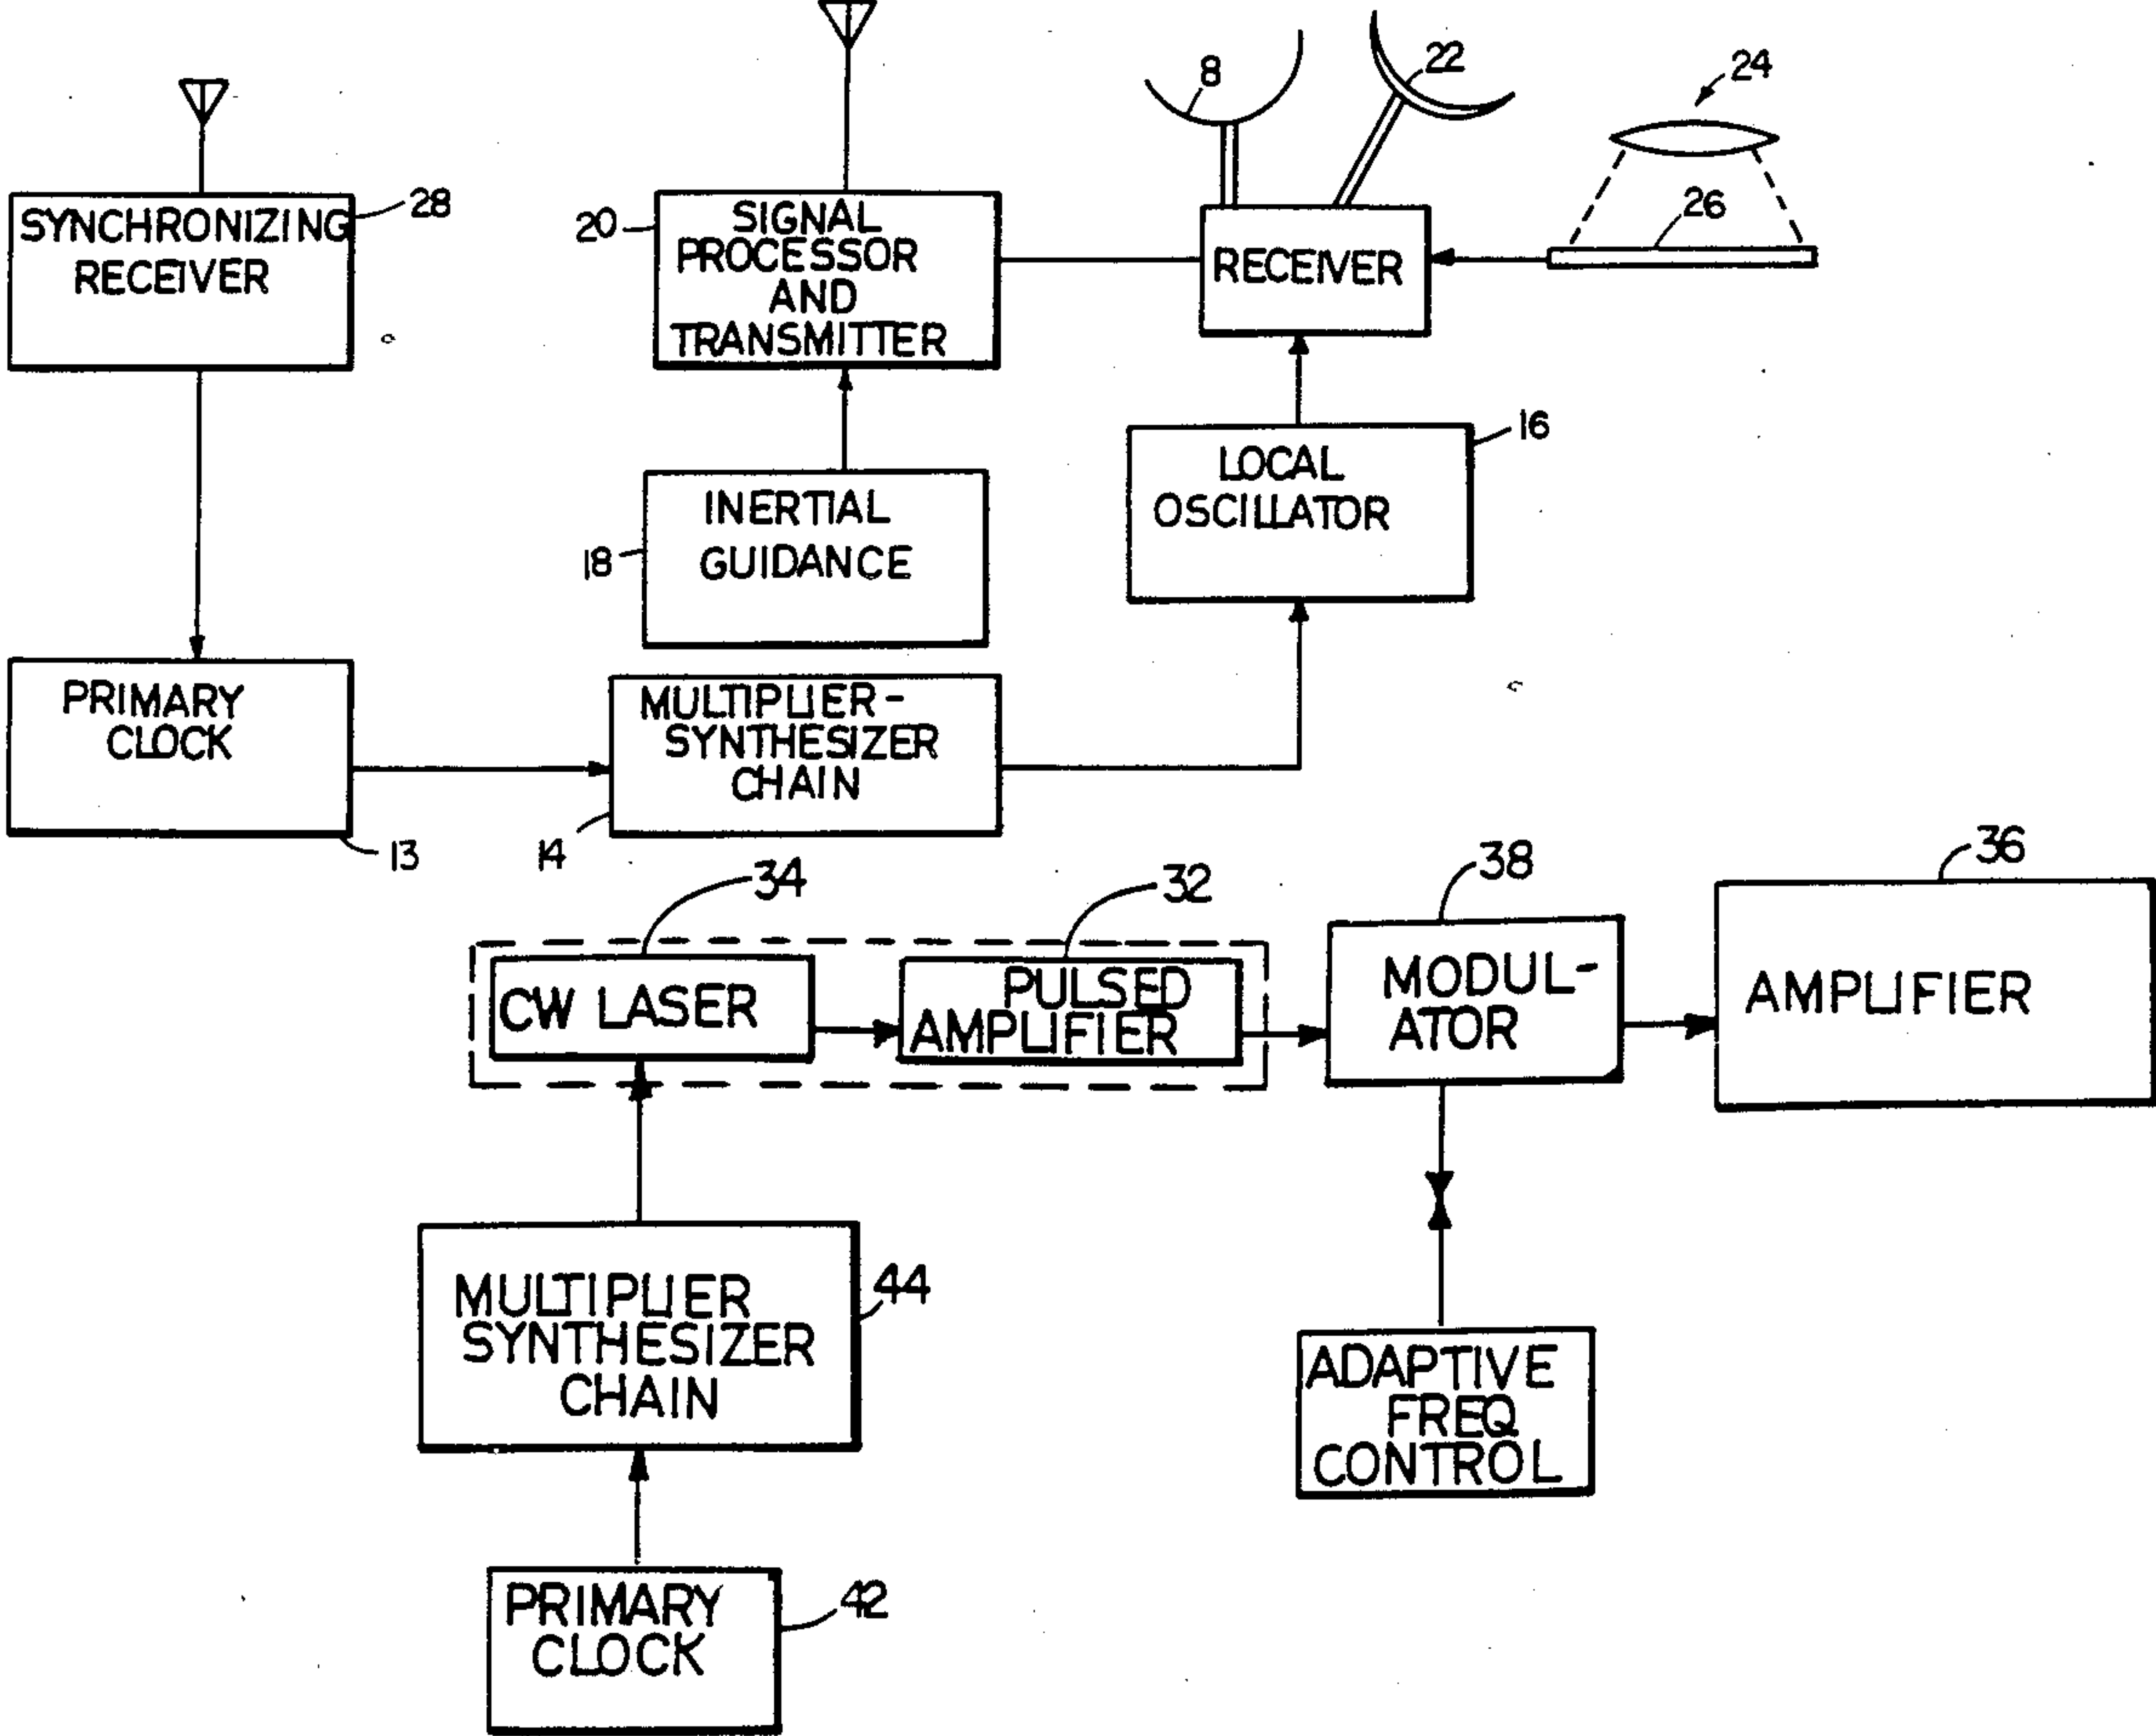 8
22
24
SYNCHRONIZING
RECEIVER
28
20
SIGNAL
PROCESSOR
AND
TRANSMITTER
RECEIVER
26
LOCAL
OSCILLATOR
16
INERTIAL
GUIDANCE
18
PRIMARY
CLOCK
13
MULTIPLIER-
SYNTHESIZER
CHAIN
14
34
32
38
36
CW LASER
PULSED
AMPLIFIER
MODUL-
ATOR
AMPLIFIER
MULTIPLIER
SYNTHESIZER
CHAIN
44
ADAPTIVE
FREQ
CONTROL
PRIMARY
CLOCK
42